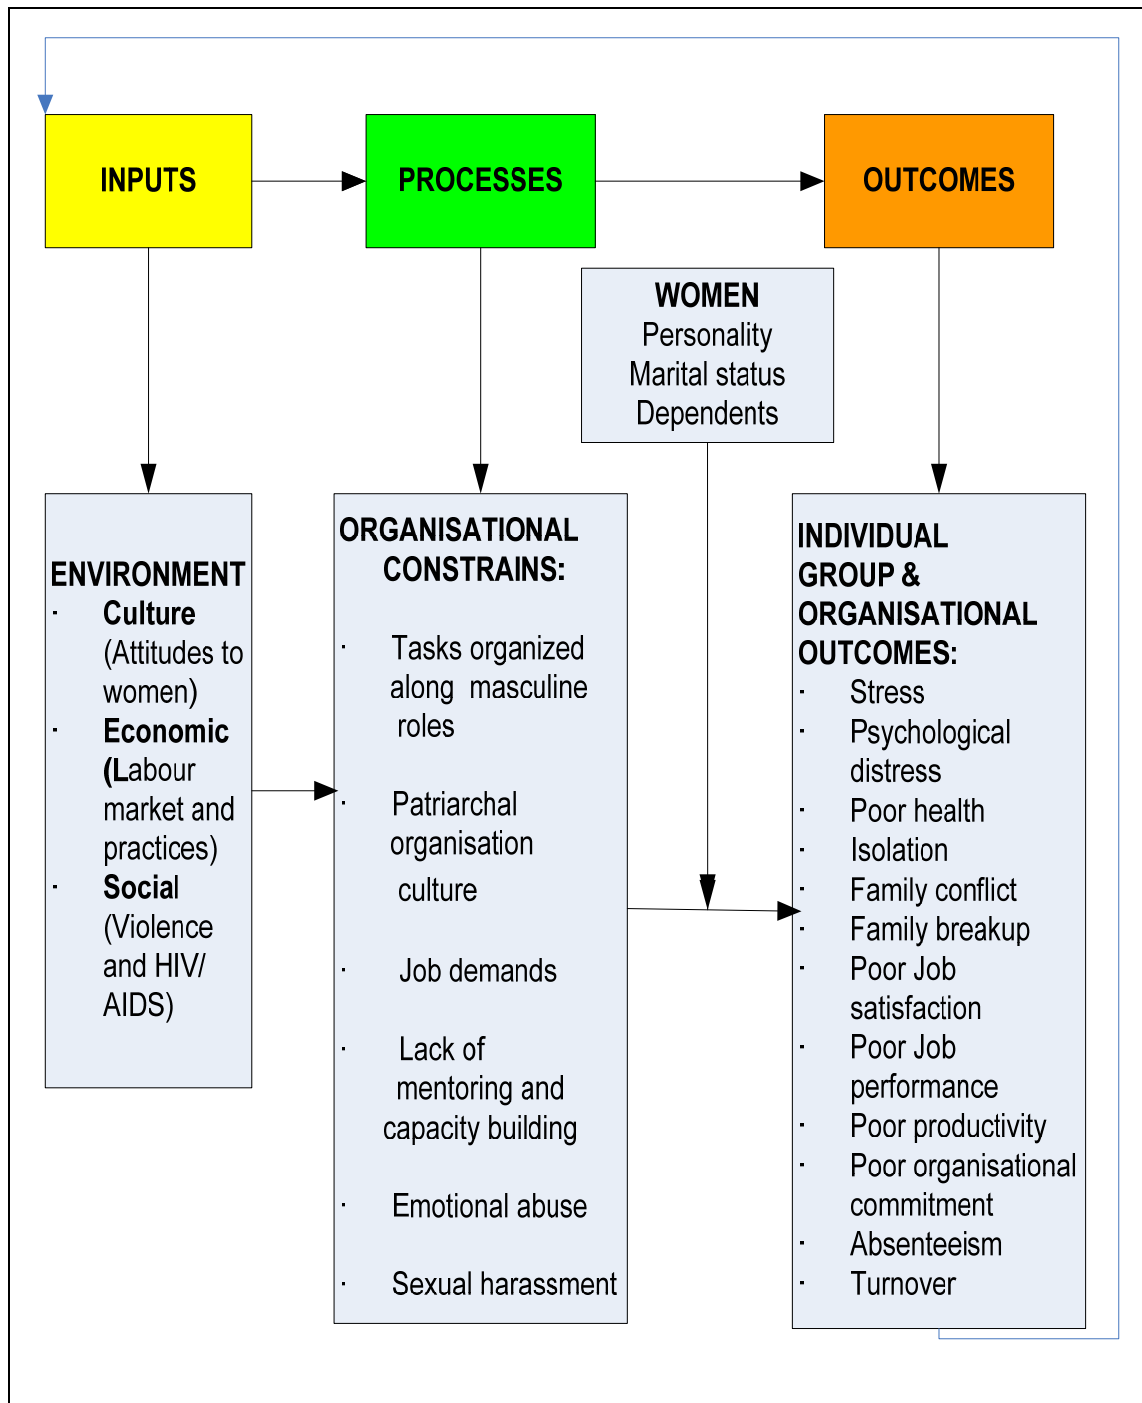 INPUTS
PROCESSES
OUTCOMES
WOMEN
Personality
Marital status
Dependents
ENVIRONMENT
· Culture
(Attitudes to
women)
· Economic
(Labour
market and
practices)
· Social
(Violence
and HIV/
AIDS)
ORGANISATIONAL
CONSTRAINS:
· Tasks organized
along masculine
roles
· Patriarchal
organisation
culture
· Job demands
· Lack of
mentoring and
capacity building
· Emotional abuse
· Sexual harassment
INDIVIDUAL
GROUP &
ORGANISATIONAL
OUTCOMES:
· Stress
· Psychological
distress
· Poor health
· Isolation
· Family conflict
· Family breakup
· Poor Job
satisfaction
· Poor Job
performance
· Poor productivity
· Poor organisational
commitment
· Absenteeism
· Turnover